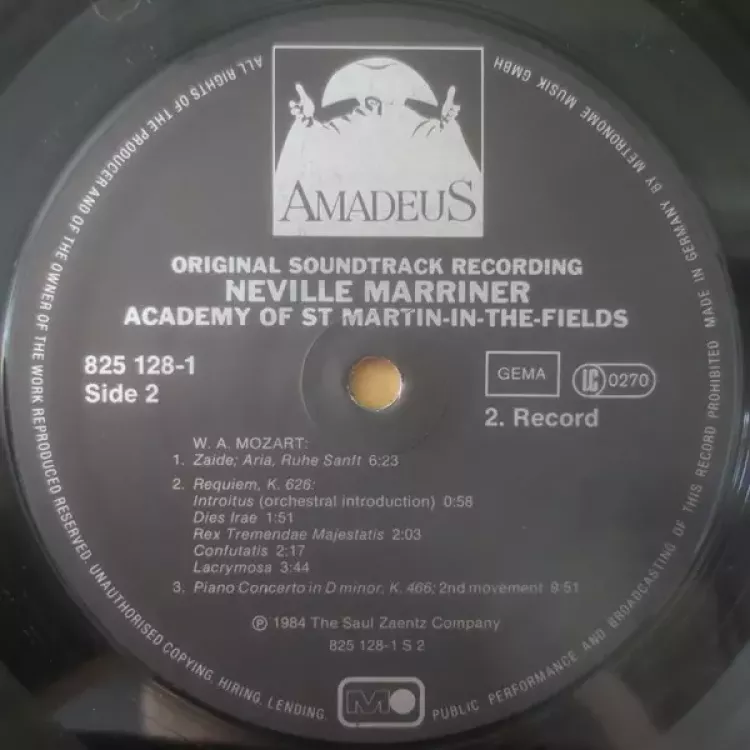 AMADEUS
ORIGINAL SOUNDTRACK RECORDING
NEVILLE MARRINER
ACADEMY OF ST MARTIN-IN-THE-FIELDS
825 128-1
Side 2
GEMA
LC 0270
2. Record
W. A. MOZART:
1. Zaide; Aria, Ruhe Sanft 6:23
2. Requiem, K. 626:
Introitus (orchestral introduction) 0:58
Dies Irae 1:51
Rex Tremendae Majestatis 2:03
Confutatis 2:17
Lacrymosa 3:44
3. Piano Concerto in D minor, K. 466; 2nd movement 9:51
℗ 1984 The Saul Zaentz Company
825 128-1 S 2
MO
ALL RIGHTS OF THE PRODUCER AND OF THE OWNER OF THE WORK REPRODUCED RESERVED. UNAUTHORISED COPYING, HIRING, LENDING, PUBLIC PERFORMANCE AND BROADCASTING OF THIS RECORD PROHIBITED MADE IN GERMANY BY METRONOME MUSIK GMBH